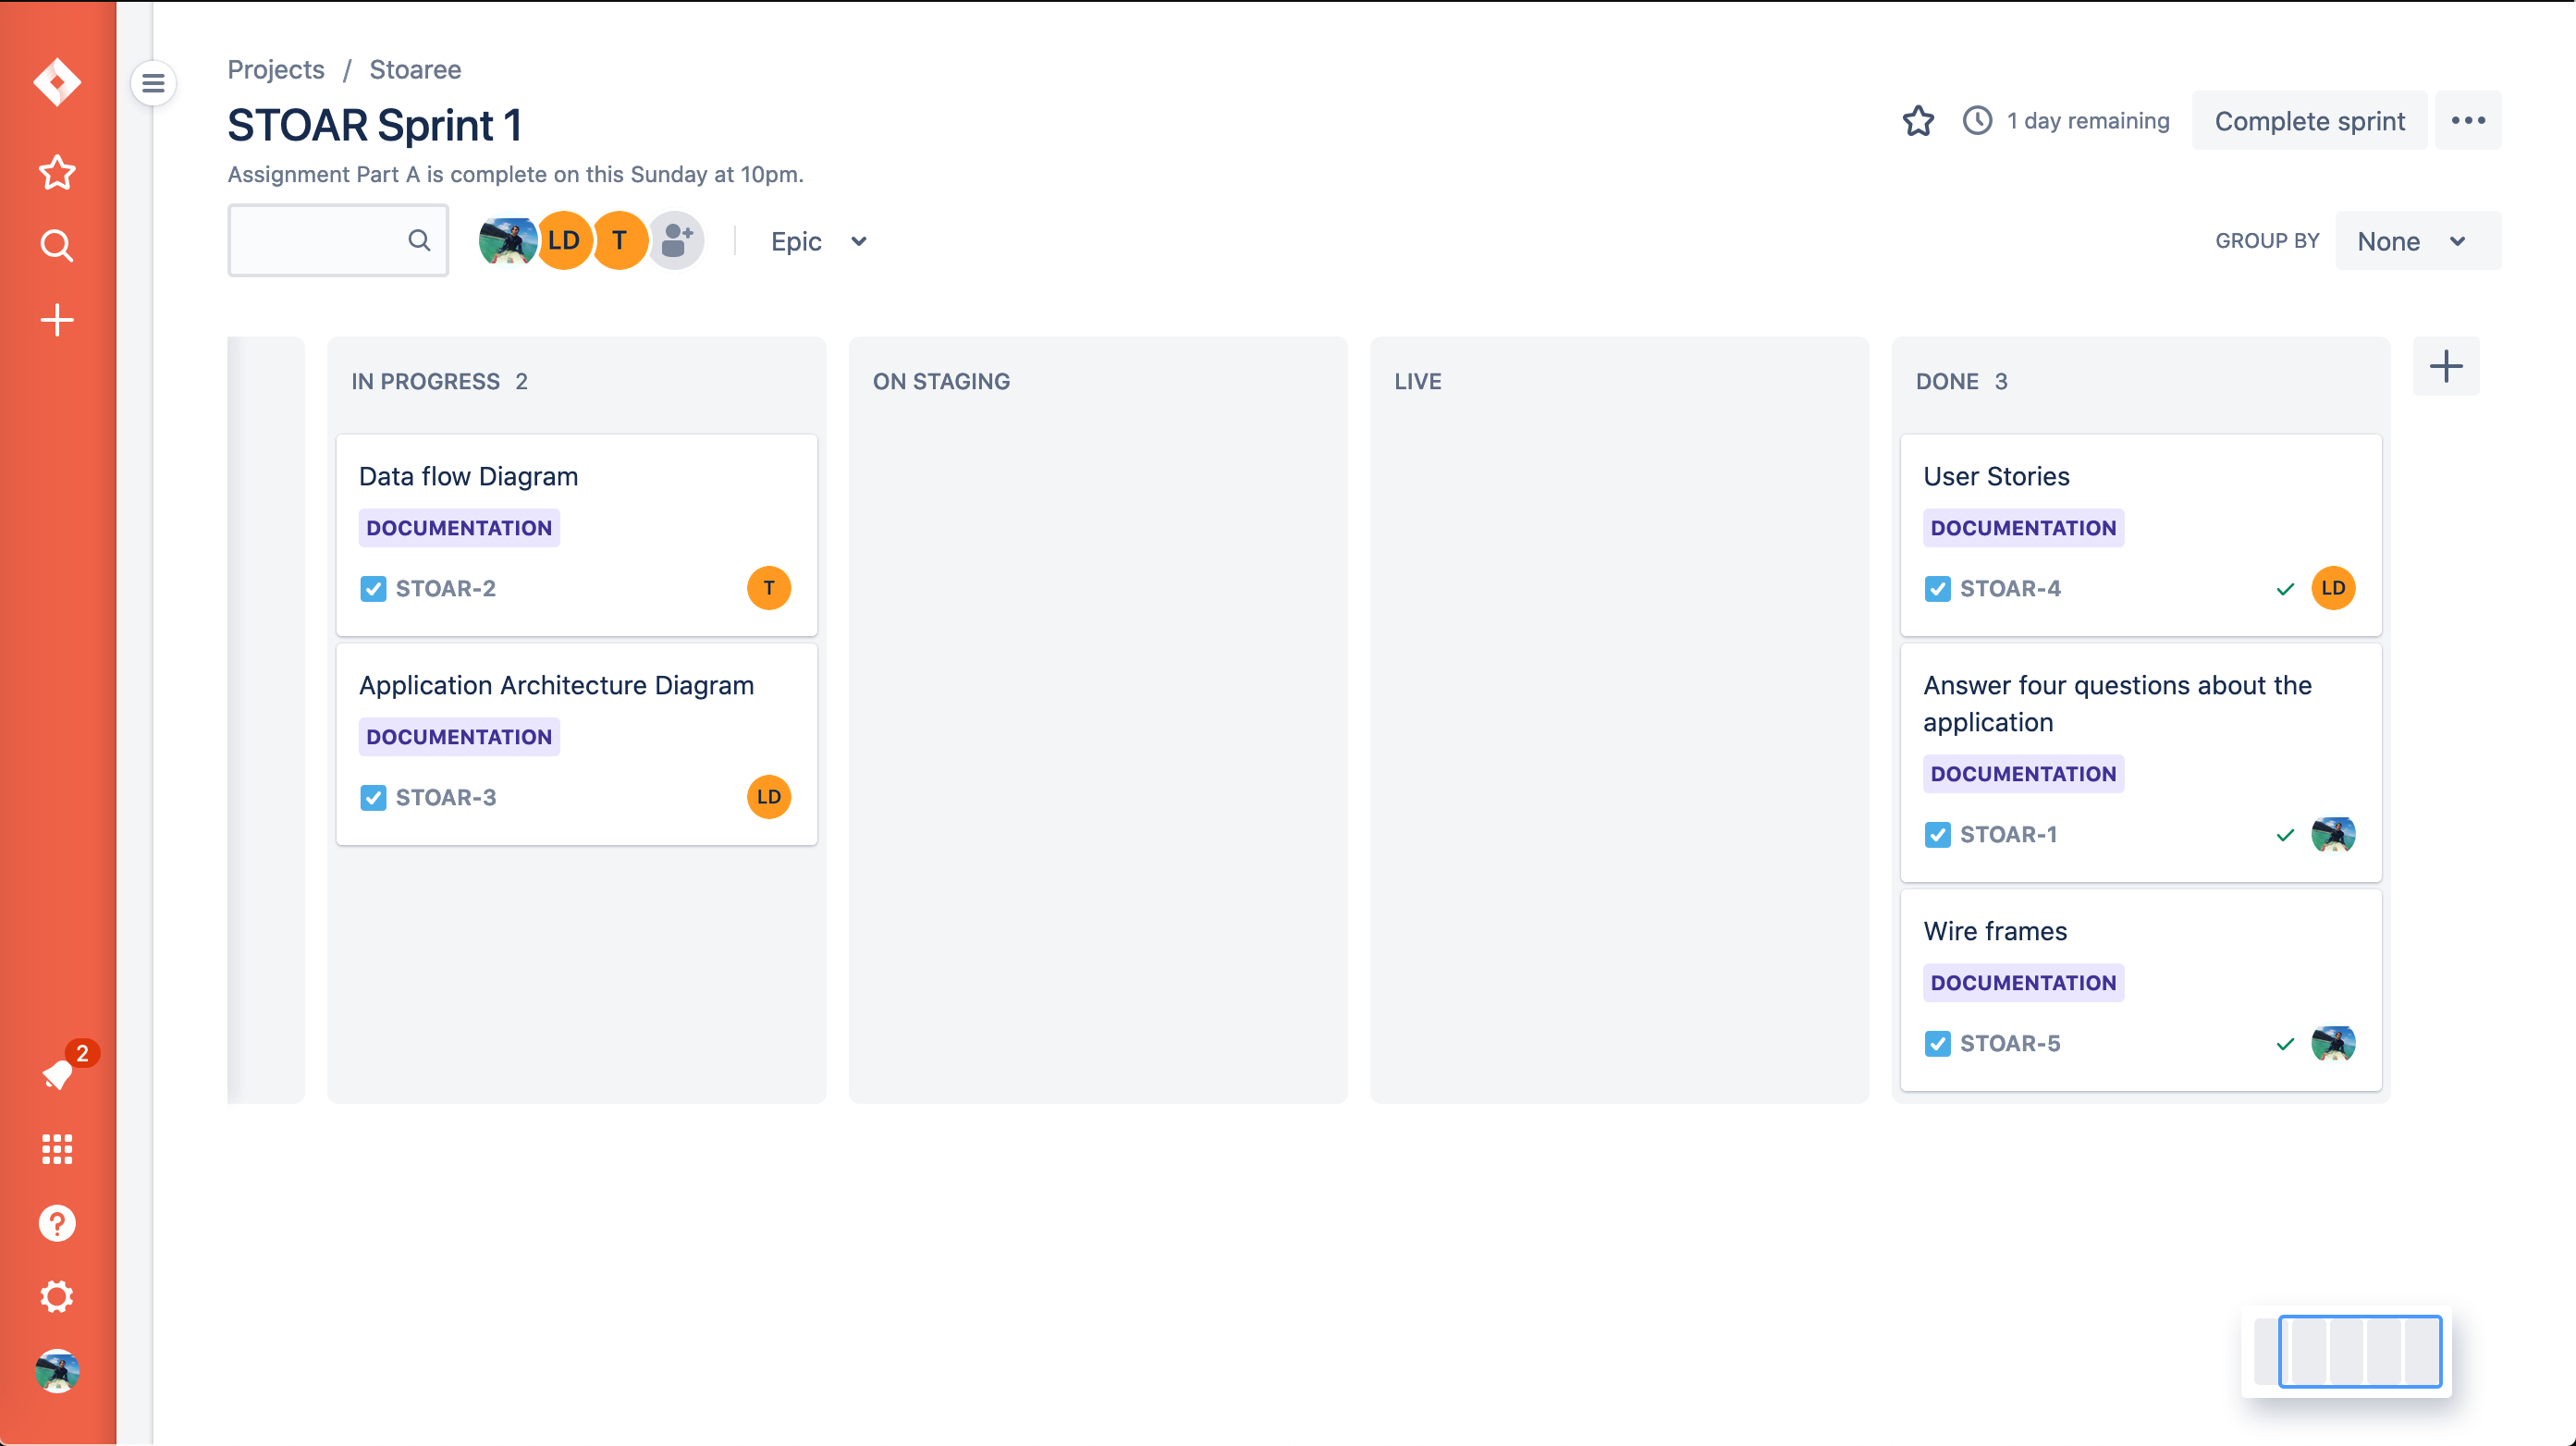 Projects / Stoaree
STOAR Sprint 1
1 day remaining
Complete sprint
Assignment Part A is complete on this Sunday at 10pm.
LD
T
Epic
GROUP BY
None
IN PROGRESS 2
ON STAGING
LIVE
DONE 3
Data flow Diagram
DOCUMENTATION
STOAR-2
T
Application Architecture Diagram
DOCUMENTATION
STOAR-3
LD
User Stories
DOCUMENTATION
STOAR-4
LD
Answer four questions about the
application
DOCUMENTATION
STOAR-1
Wire frames
DOCUMENTATION
STOAR-5
2